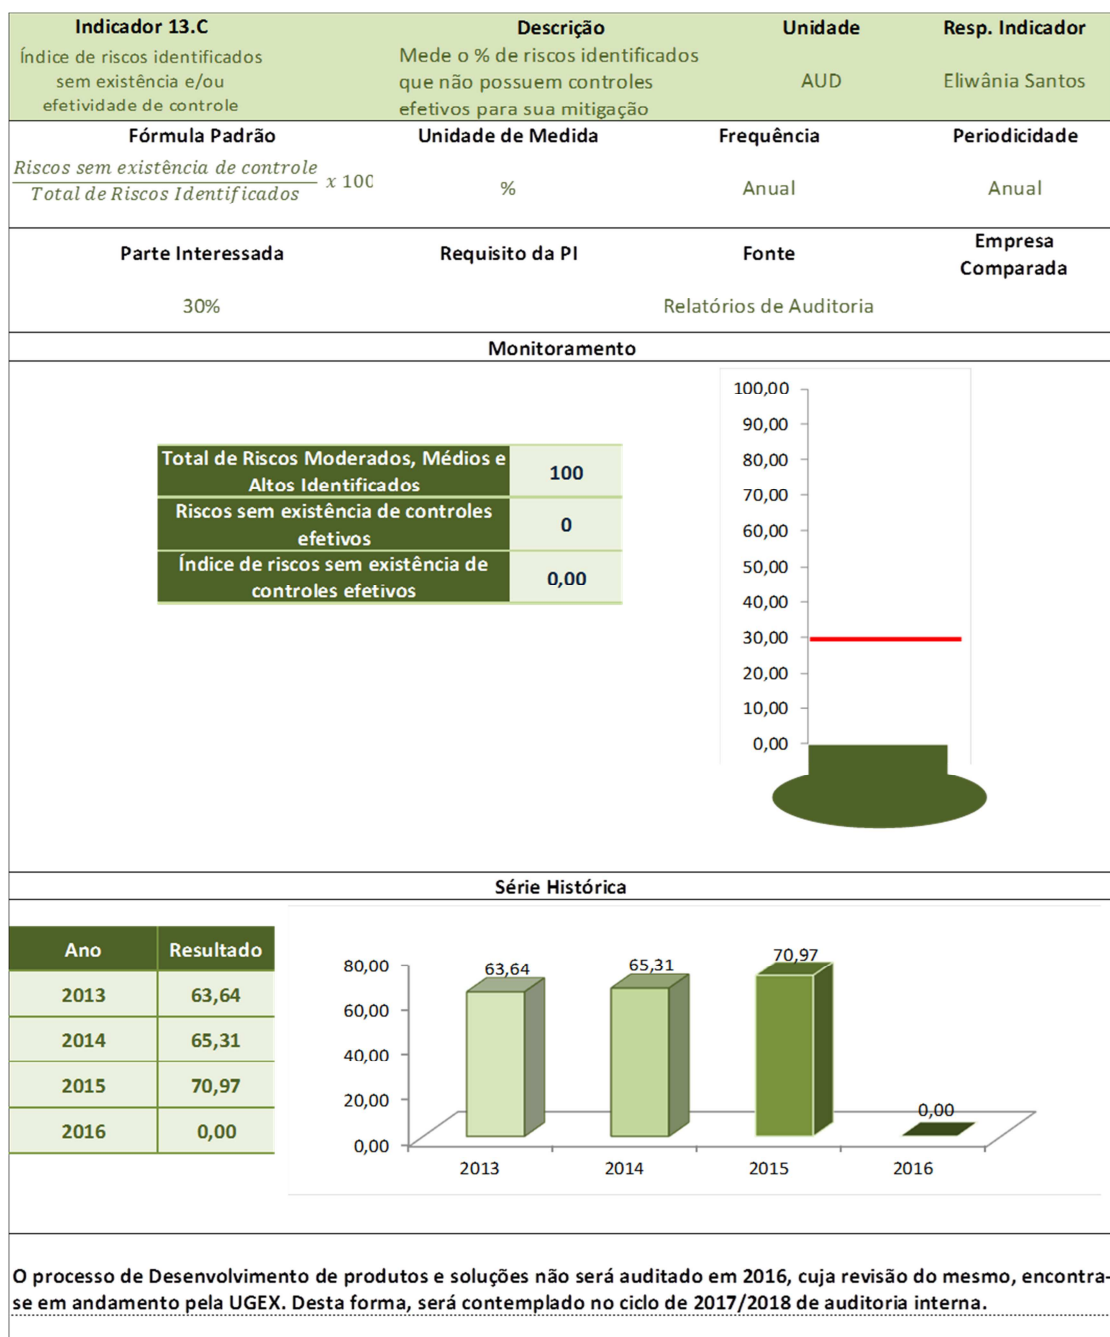 Indicador 13.C
Descrição
Unidade
Resp. Indicador
Índice de riscos identificados
sem existência e/ou
efetividade de controle
Mede o % de riscos identificados
que não possuem controles
efetivos para sua mitigação
AUD
Eliwânia Santos
Fórmula Padrão
Unidade de Medida
Frequência
Periodicidade
Riscos sem existência de controle
Total de Riscos Identificados
x 100
%
Anual
Anual
Parte Interessada
Requisito da PI
Fonte
Empresa
Comparada
30%
Relatórios de Auditoria
Monitoramento
Total de Riscos Moderados, Médios e
Altos Identificados
100
Riscos sem existência de controles
efetivos
0
Índice de riscos sem existência de
controles efetivos
0,00
100,00
90,00
80,00
70,00
60,00
50,00
40,00
30,00
20,00
10,00
0,00
Série Histórica
Ano Resultado
2013 63,64
2014 65,31
2015 70,97
2016 0,00
80,00
60,00
40,00
20,00
0,00
63,64
65,31
70,97
0,00
2013
2014
2015
2016
O processo de Desenvolvimento de produtos e soluções não será auditado em 2016, cuja revisão do mesmo, encontra-
se em andamento pela UGEX. Desta forma, será contemplado no ciclo de 2017/2018 de auditoria interna.